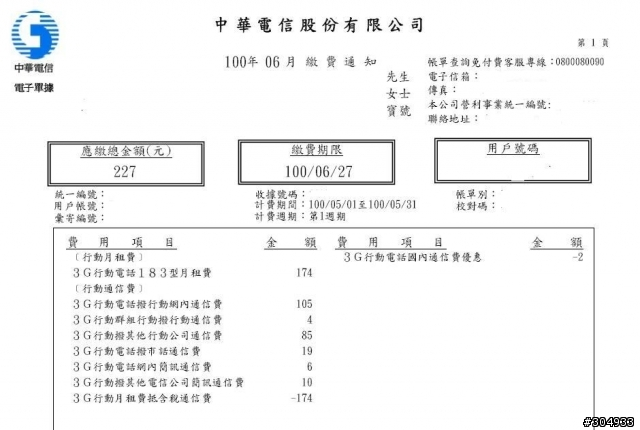 中華電信股份有限公司
第 1 頁
中華電信
電子單據
100年 06 月 繳費通知
先生
女士
寶號
帳單查詢免付費客服專線：0800080090
電子信箱：
傳真：
本公司營利事業統一編號:
聯絡地址：
應繳總金額(元)
227
繳費期限
100/06/27
用戶號碼
統一編號：
用戶帳號：
彙寄編號：
收據號碼：
計費期間：100/05/01至100/05/31
計費週期：第1週期
帳單別：
校對碼：
費用項目 金額 費用項目 金額
〔行動月租費〕
3G行動電話183型月租費 174
〔行動通信費〕
3G行動電話撥行動網內通信費 105
3G行動群組行動撥行動通信費 4
3G行動撥其他行動公司通信費 85
3G行動電話撥市話通信費 19
3G行動電話網內簡訊通信費 6
3G行動撥其他電信公司簡訊通信費 10
3G行動月租費抵含稅通信費 -174
3G行動電話國內通信費優惠 -2
#304933